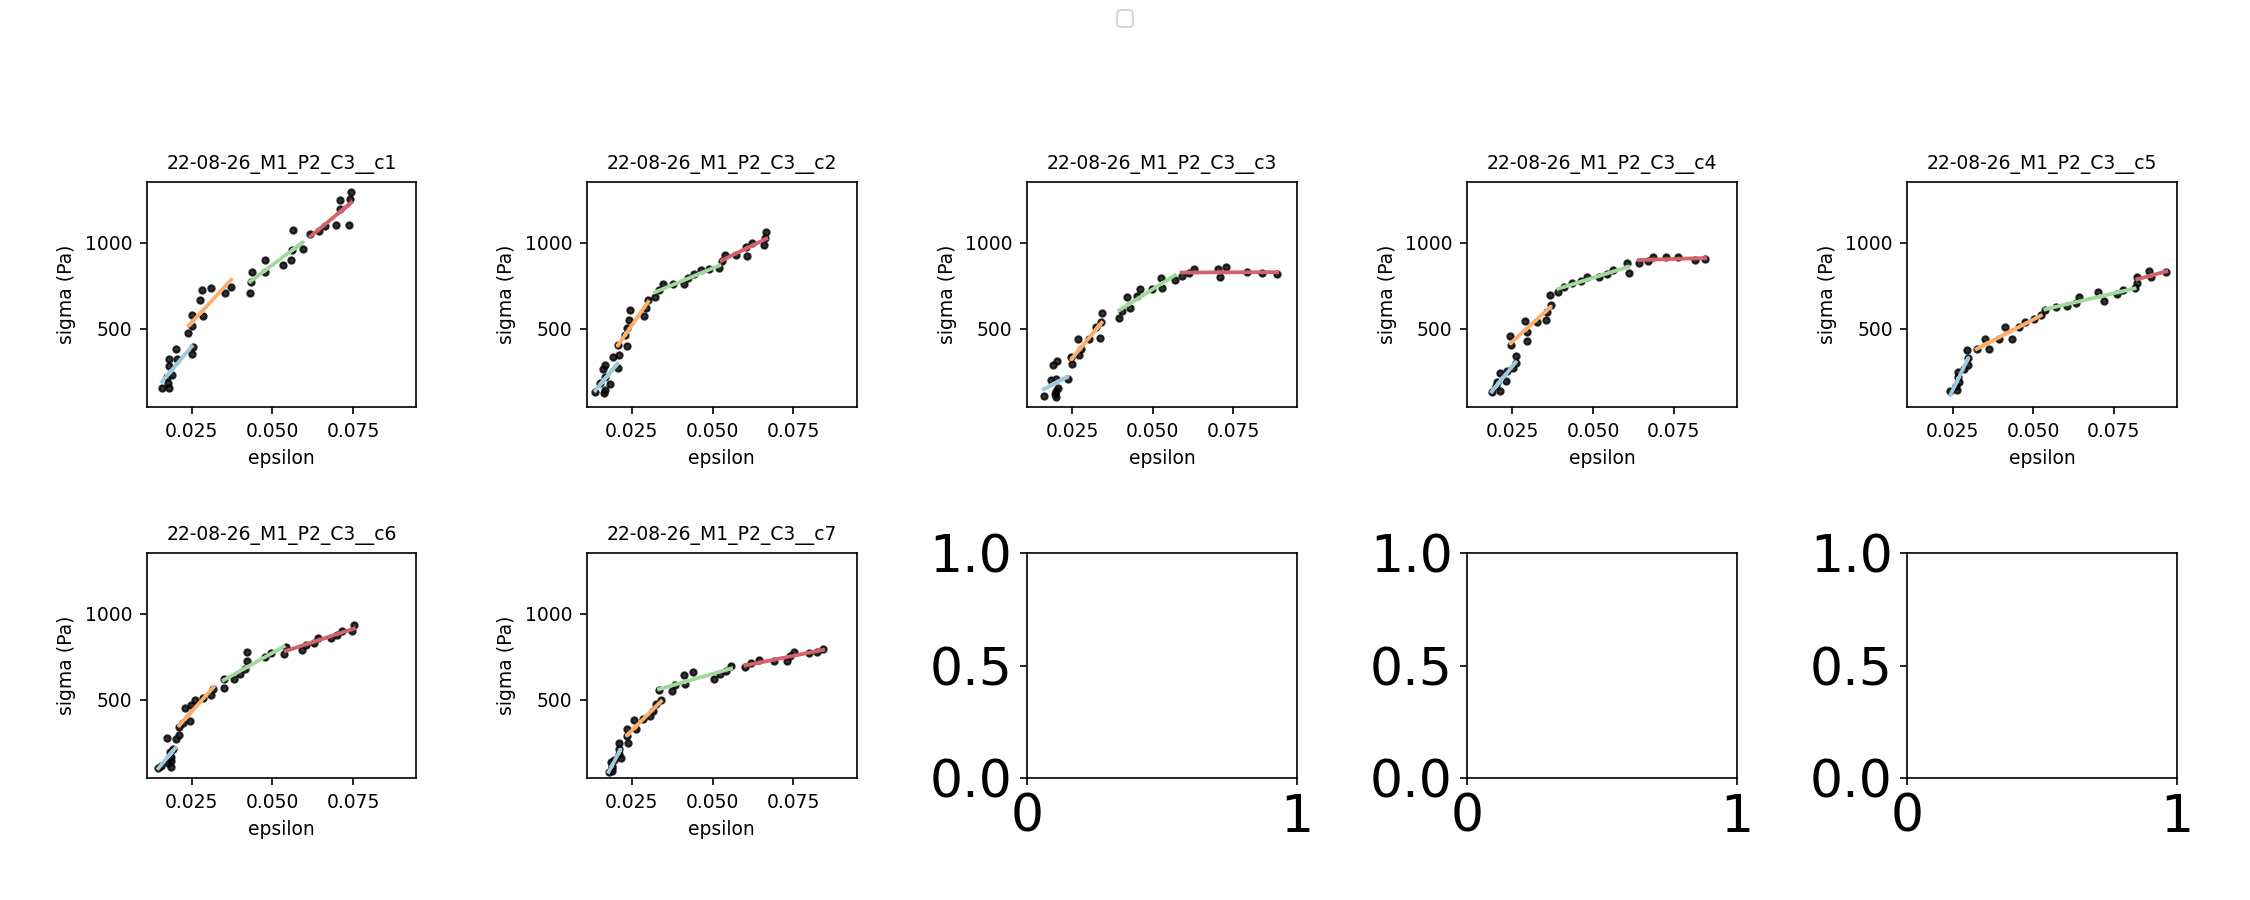 22-08-26_M1_P2_C3__c1
1000
500
sigma (Pa)
0.025 0.050 0.075
epsilon
22-08-26_M1_P2_C3__c2
1000
500
sigma (Pa)
0.025 0.050 0.075
epsilon
22-08-26_M1_P2_C3__c3
1000
500
sigma (Pa)
0.025 0.050 0.075
epsilon
22-08-26_M1_P2_C3__c4
1000
500
sigma (Pa)
0.025 0.050 0.075
epsilon
22-08-26_M1_P2_C3__c5
1000
500
sigma (Pa)
0.025 0.050 0.075
epsilon
22-08-26_M1_P2_C3__c6
1000
500
sigma (Pa)
0.025 0.050 0.075
epsilon
22-08-26_M1_P2_C3__c7
1000
500
sigma (Pa)
0.025 0.050 0.075
epsilon
1.0
0.5
0.0
0 1
1.0
0.5
0.0
0 1
1.0
0.5
0.0
0 1